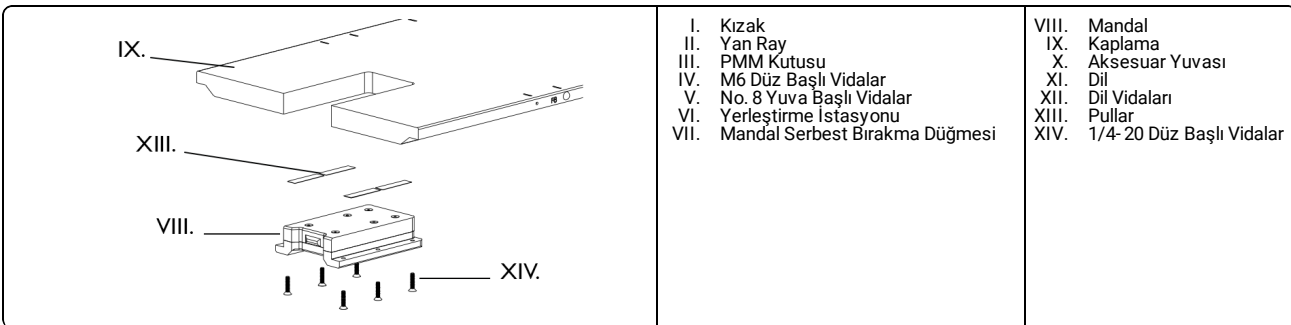 IX.
XIII.
VIII.
XIV.
I. Kızak
II. Yan Ray
III. PMM Kutusu
IV. M6 Düz Başlı Vidalar
V. No. 8 Yuva Başlı Vidalar
VI. Yerleştirme İstasyonu
VII. Mandal Serbest Bırakma Düğmesi
VIII. Mandal
IX. Kaplama
X. Aksesuar Yuvası
XI. Dil
XII. Dil Vidaları
XIII. Pullar
XIV. 1/4- 20 Düz Başlı Vidalar